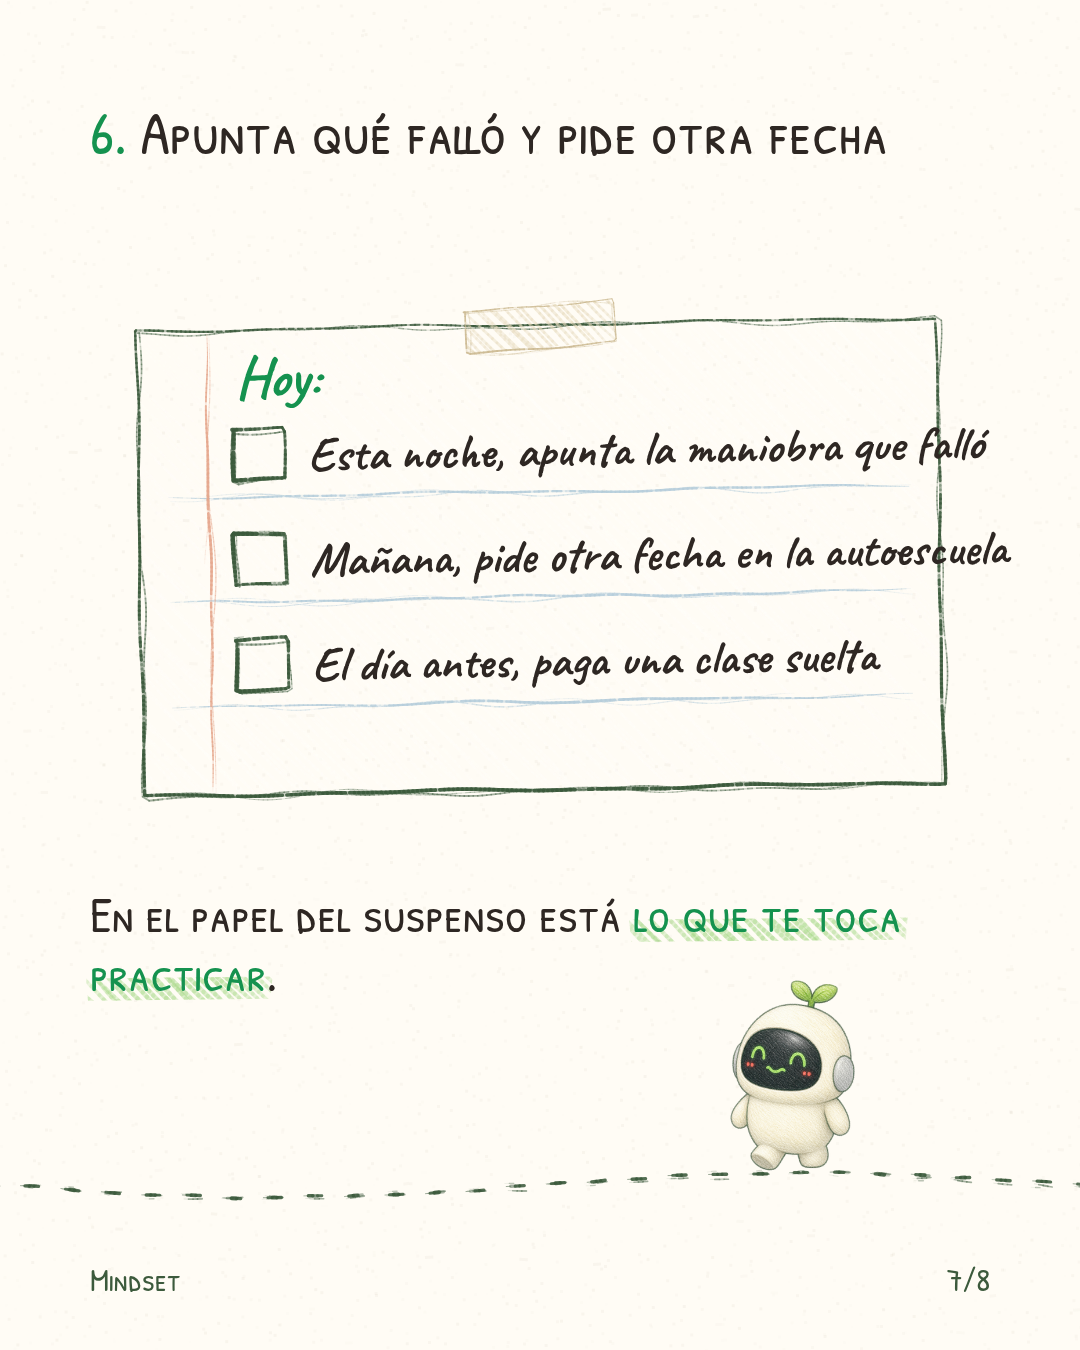 6. Apunta qué falló y pide otra fecha
Hoy:
Esta noche, apunta la maniobra que falló
Mañana, pide otra fecha en la autoescuela
El día antes, paga una clase suelta
En el papel del suspenso está lo que te toca
practicar.
Mindset
7/8